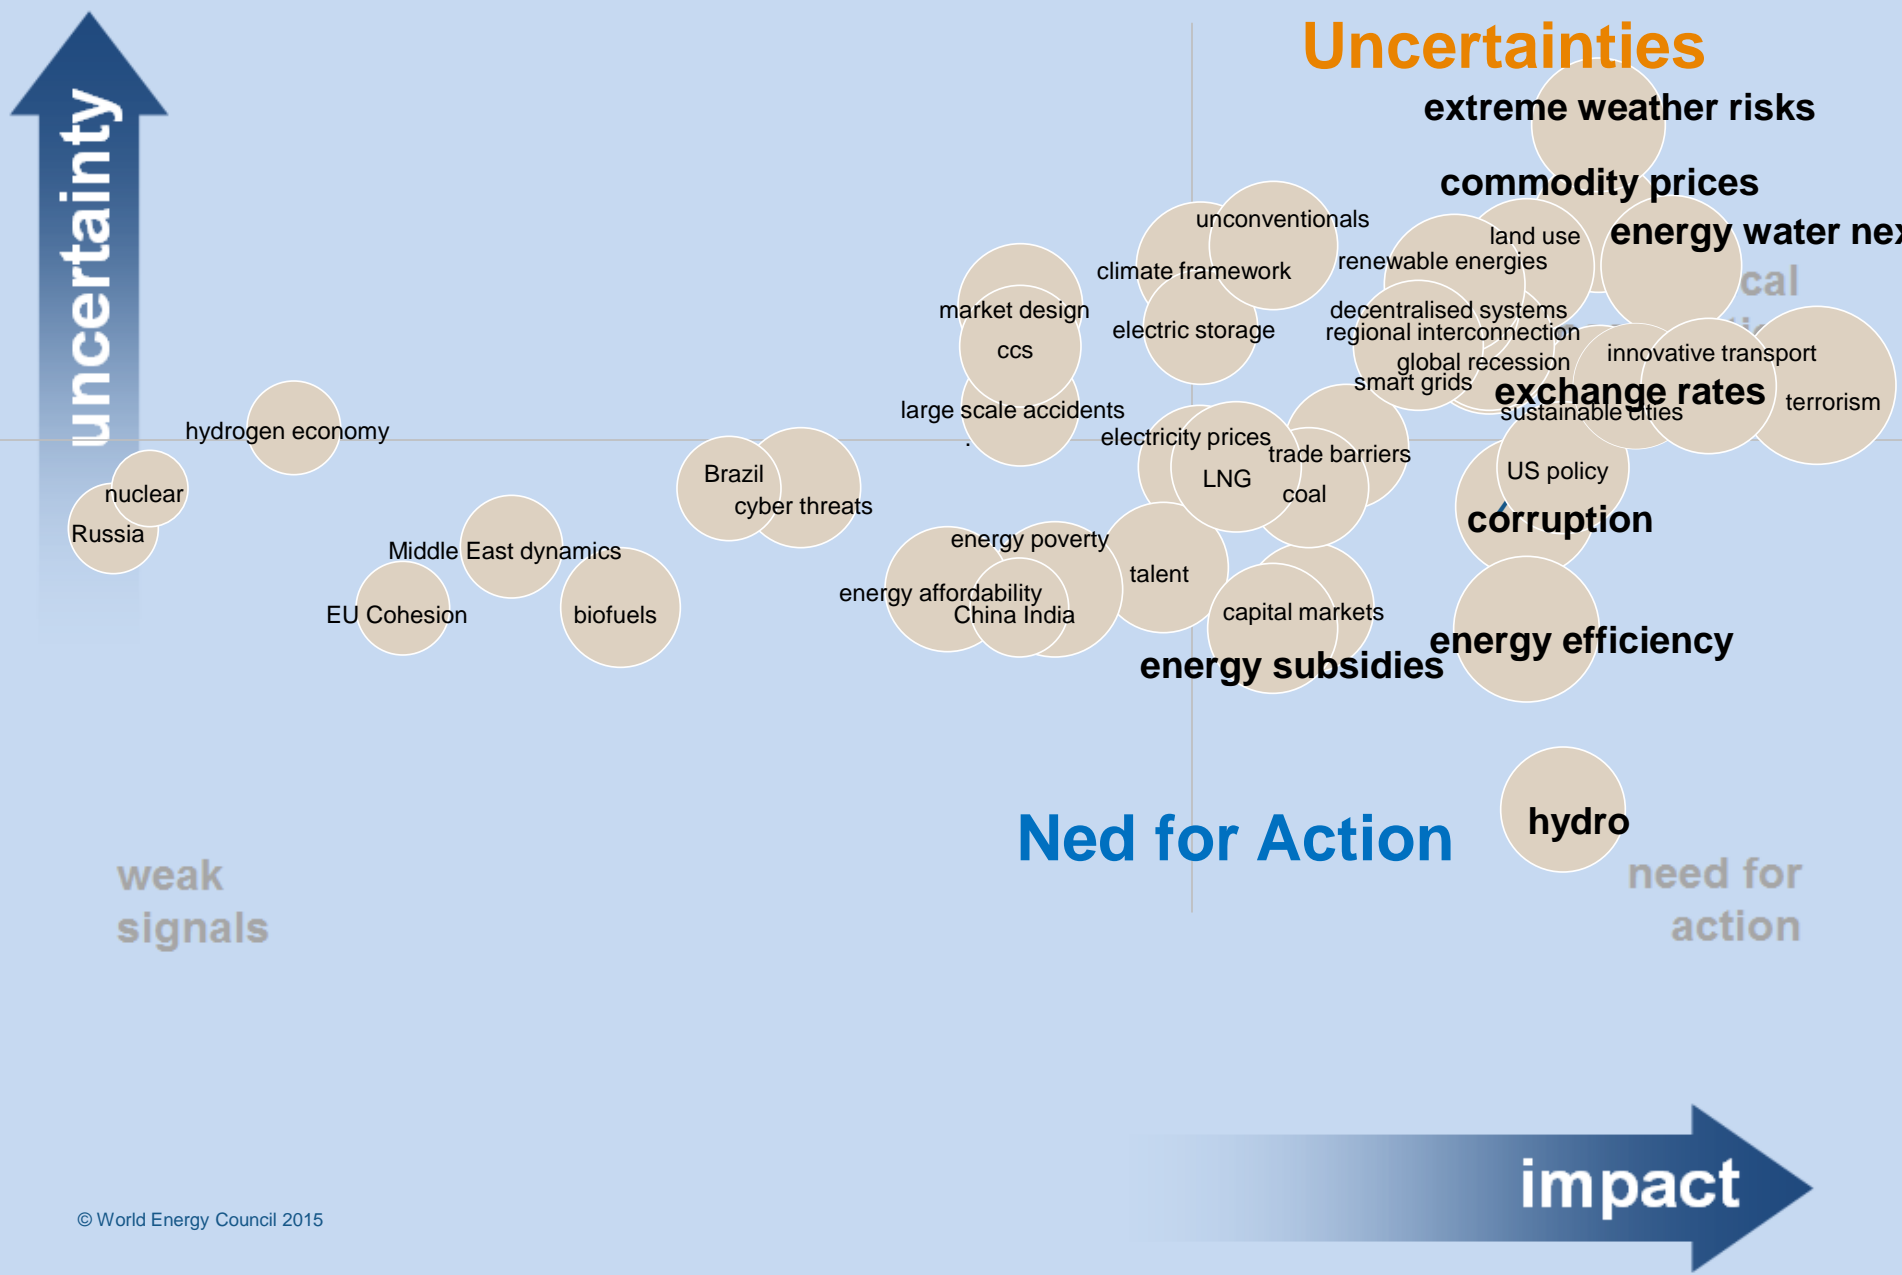 Uncertainties
uncertainty
extreme weather risks
commodity prices
unconventionals
land use
energy water nex
climate framework
renewable energies
cal
market design
decentralised systems
electric storage
regional interconnection
ccs
global recession
innovative transport
smart grids
exchange rates
terrorism
large scale accidents
sustainable cities
hydrogen economy
.
electricity prices
trade barriers
Brazil
LNG
US policy
nuclear
coal
cyber threats
corruption
Russia
energy poverty
Middle East dynamics
talent
energy affordability
EU Cohesion
biofuels
China India
capital markets
energy efficiency
energy subsidies
hydro
Ned for Action
weak
signals
need for
action
impact
© World Energy Council 2015